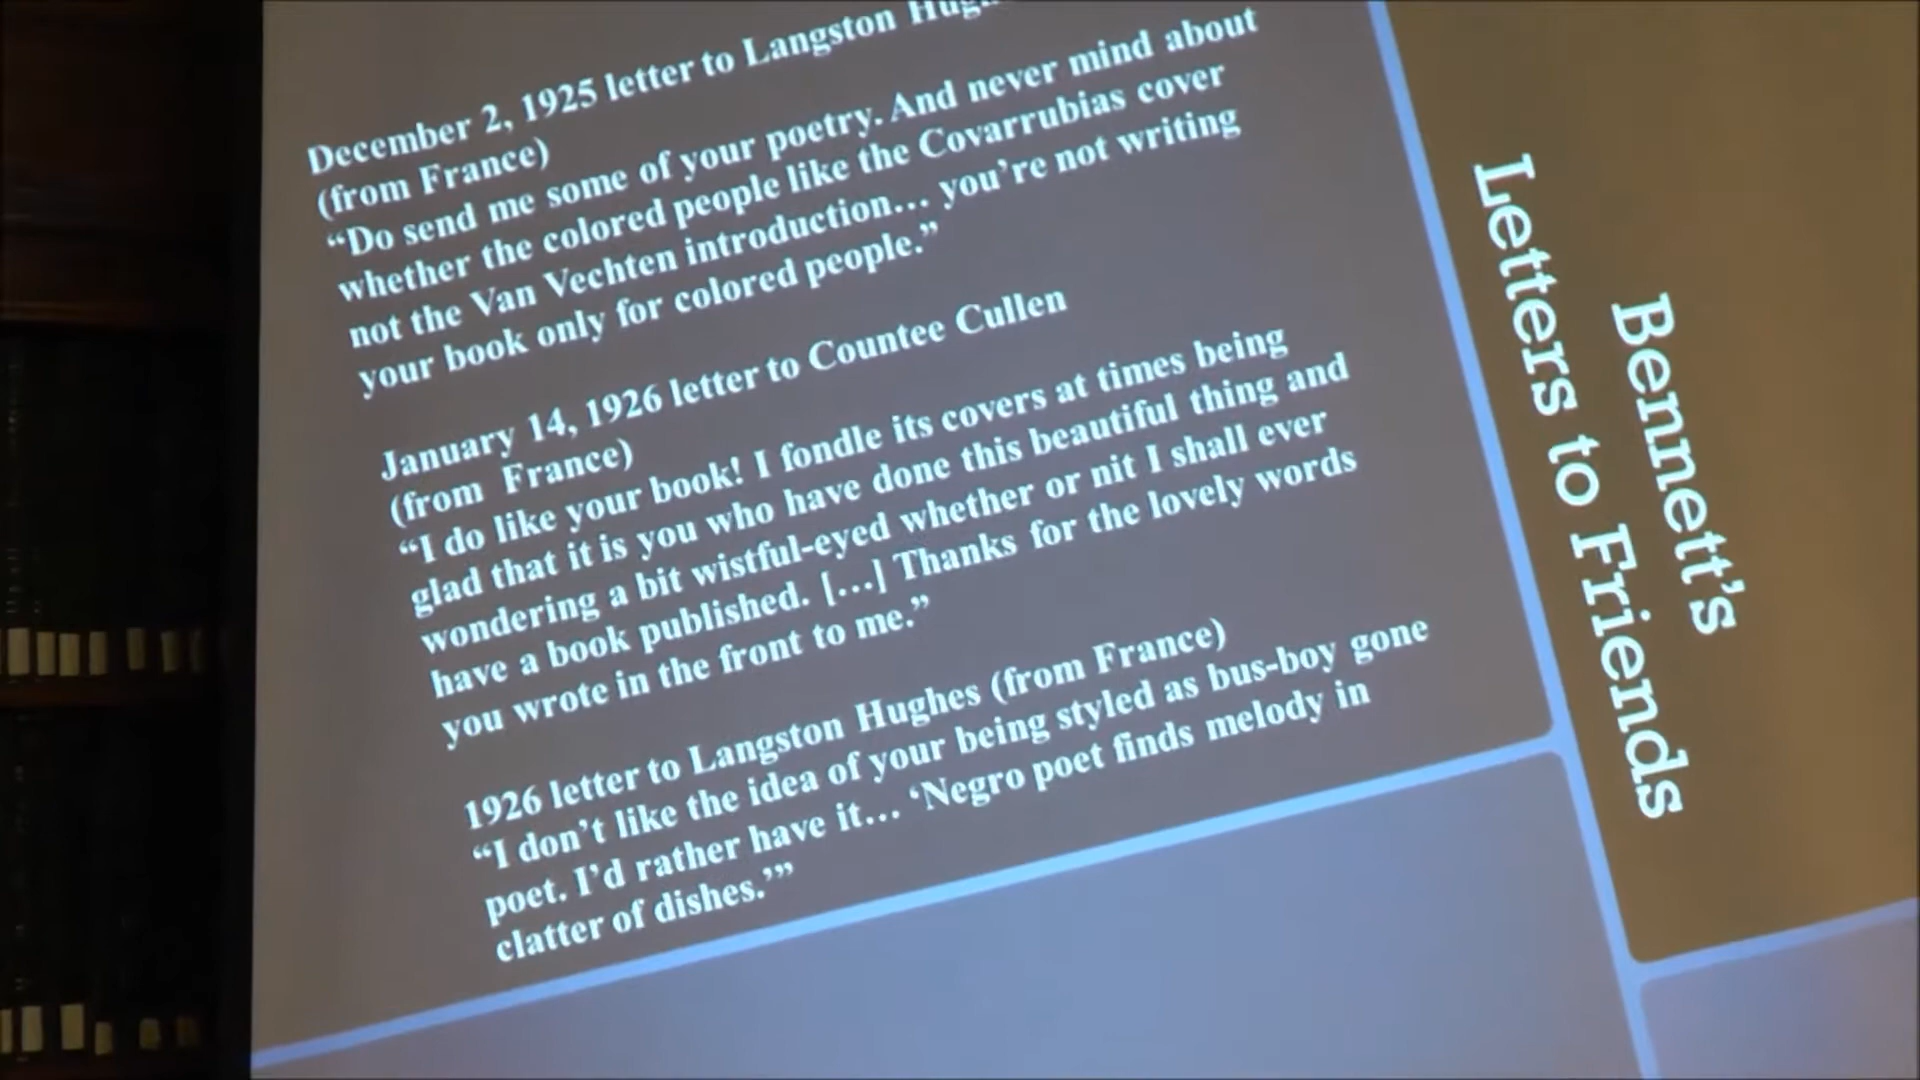 December 2, 1925 letter to Langston
(from France)
“Do send me some of your poetry. And never mind about
whether the colored people like the Covarrubias cover
not the Van Vechten introduction… you’re not writing
your book only for colored people.”
January 14, 1926 letter to Countee Cullen
(from France)
“I do like your book! I fondle its covers at times being
glad that it is you who have done this beautiful thing and
wondering a bit wistful-eyed whether or nit I shall ever
have a book published. […] Thanks for the lovely words
you wrote in the front to me.”
1926 letter to Langston Hughes (from France)
“I don’t like the idea of your being styled as bus-boy gone
poet. I’d rather have it… ‘Negro poet finds melody in
clatter of dishes.’”
Bennett’s
Letters to Friends